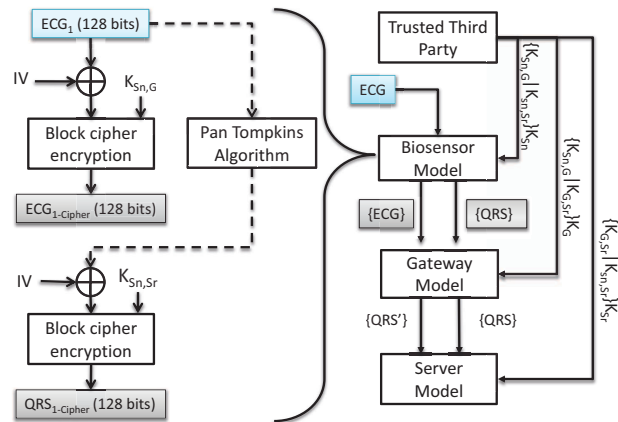 ECG1 (128 bits)
IV
KSn,G
Block cipher
encryption
ECG1-Cipher (128 bits)
Pan Tompkins
Algorithm
IV
KSn,Sr
Block cipher
encryption
QRS1-Cipher (128 bits)
Trusted Third
Party
ECG
Biosensor
Model
{ECG}
{QRS}
Gateway
Model
{QRS’}
{QRS}
Server
Model
{KSn,G|Ksn,Sr}KSn
{KSn,G|KG,Sr}KG
{KG,Sr|Ksn,Sr}KSr